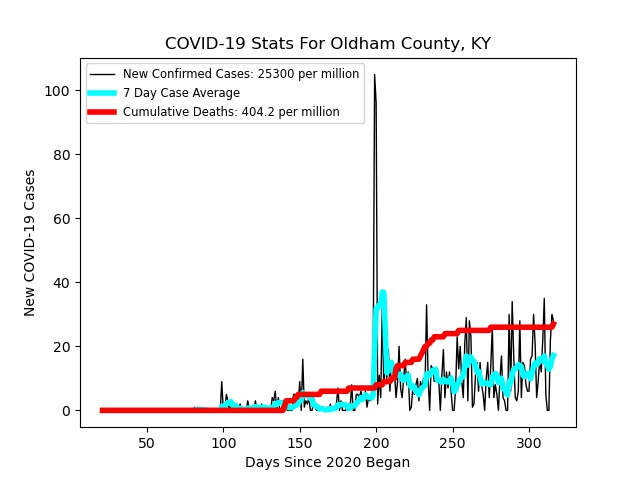 COVID-19 Stats For Oldham County, KY
New Confirmed Cases: 25300 per million
7 Day Case Average
Cumulative Deaths: 404.2 per million
New COVID-19 Cases
100
80
60
40
20
0
50 100 150 200 250 300
Days Since 2020 Began